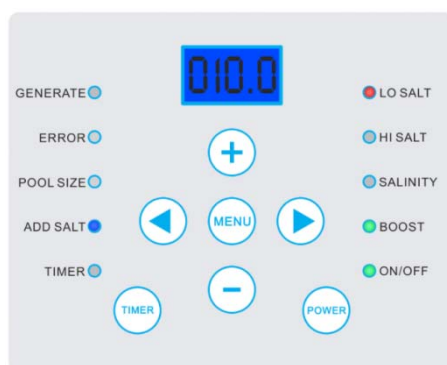 010.0
GENERATE
LO SALT
ERROR
HI SALT
POOL SIZE
SALINITY
ADD SALT
MENU
BOOST
TIMER
ON/OFF
TIMER
POWER